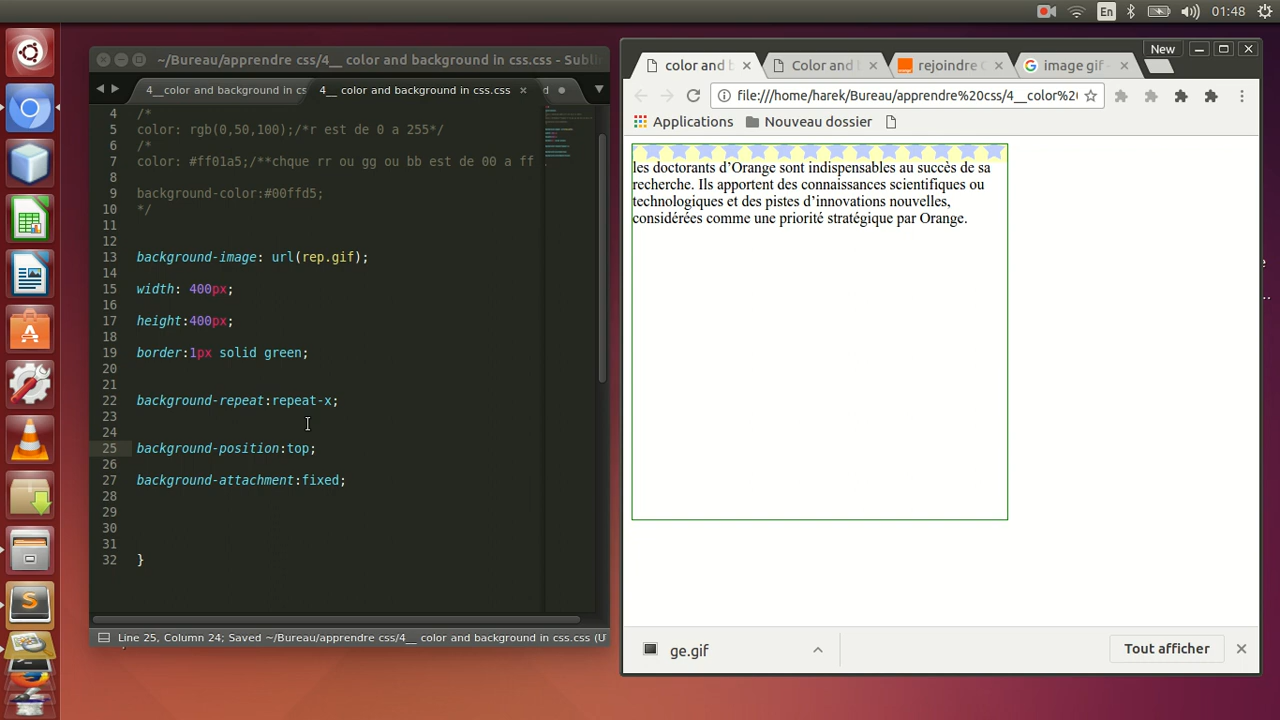 En
01:48
~/Bureau/apprendre css/4__ color and background in css.css - Subli
4__color and background in cs
4__ color and background in css.css
d
4 /*
5 color: rgb(0,50,100);/*r est de 0 a 255*/
6 /*
7 color: #ff01a5;/**chque rr ou gg ou bb est de 00 a ff
8
9 background-color:#00ffd5;
10 */
11
12
13 background-image: url(rep.gif);
14
15 width: 400px;
16
17 height:400px;
18
19 border:1px solid green;
20
21
22 background-repeat:repeat-x;
23
24
25 background-position:top;
26
27 background-attachment:fixed;
28
29
30
31
32 }
Line 25, Column 24; Saved ~/Bureau/apprendre css/4__ color and background in css.css (U
New
color and b
Color and
rejoindre O
image gif -
file:///home/harek/Bureau/apprendre%20css/4__color%2
Applications
Nouveau dossier
les doctorants d’Orange sont indispensables au succès de sa
recherche. Ils apportent des connaissances scientifiques ou
technologiques et des pistes d’innovations nouvelles,
considérées comme une priorité stratégique par Orange.
ge.gif
Tout afficher